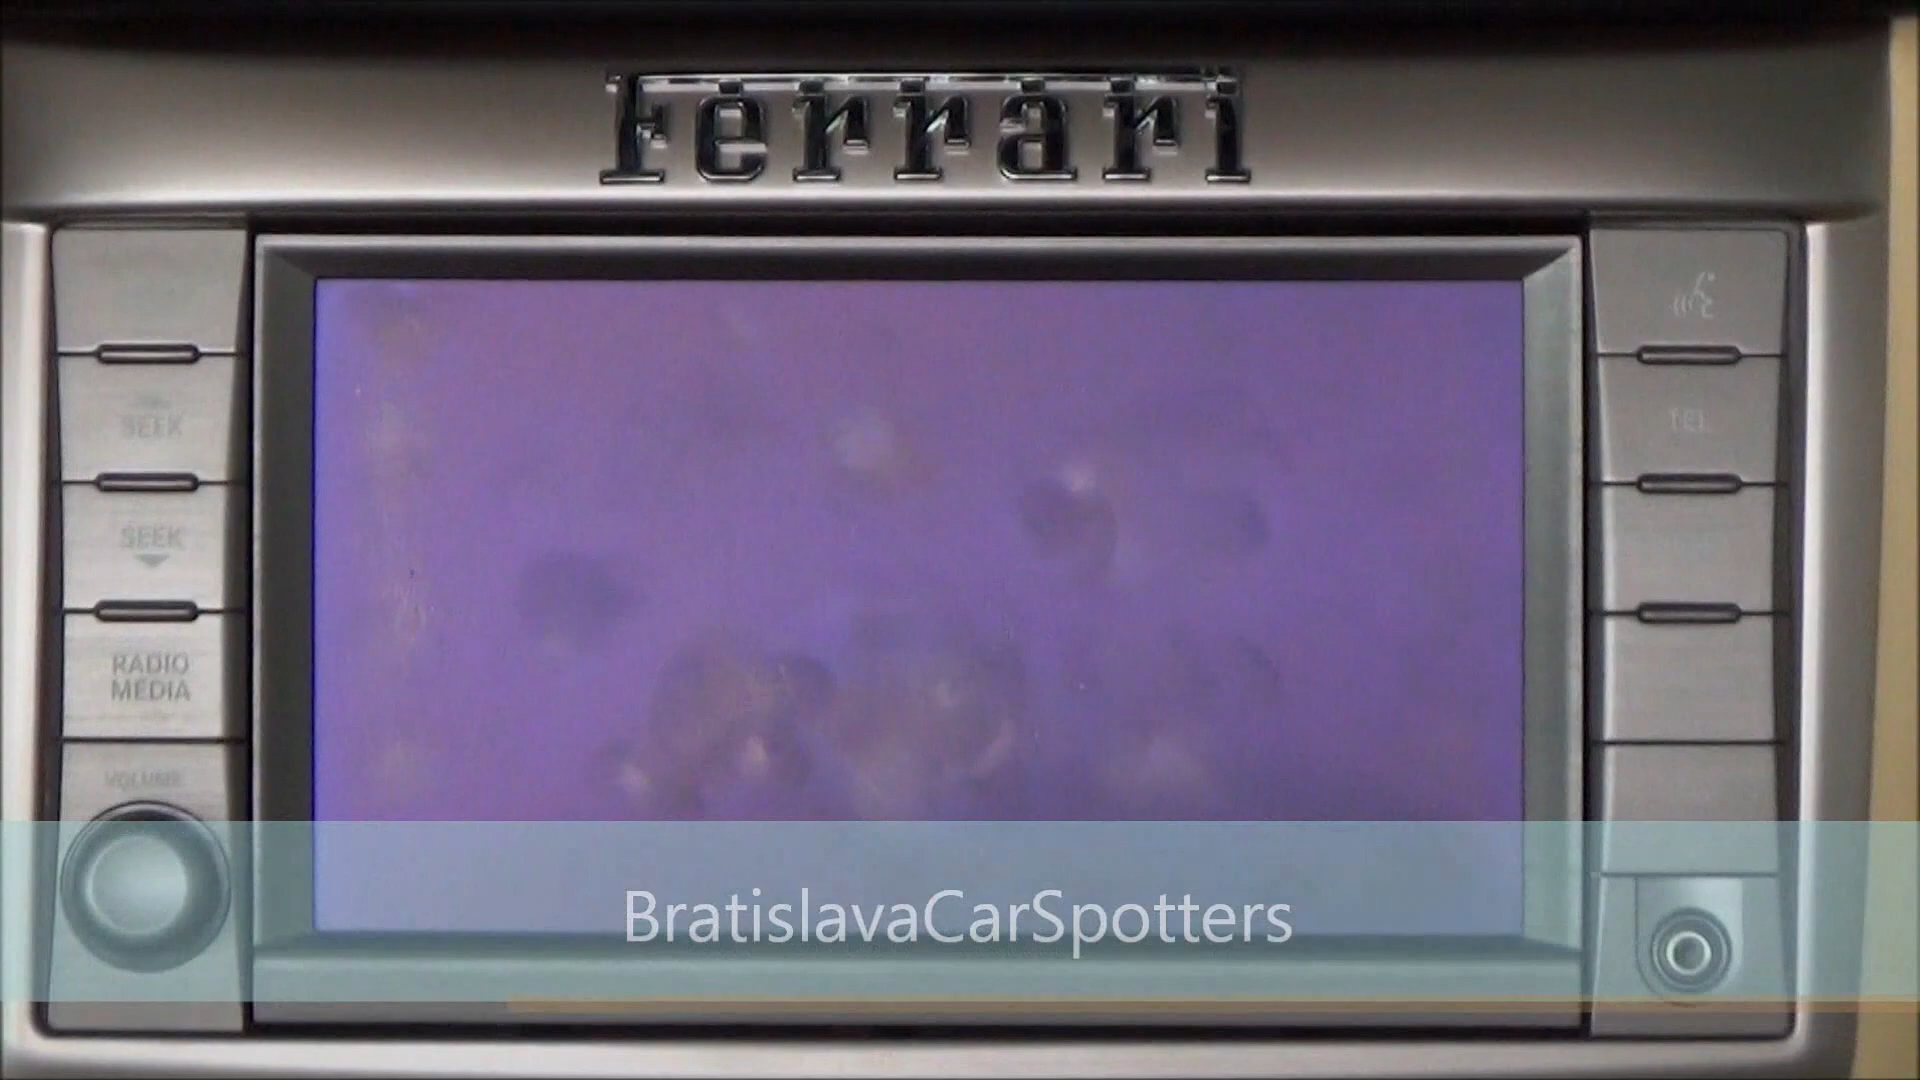 Ferrari
SEEK
TEL
SEEK
RADIO
MEDIA
VOLUME
BratislavaCarSpotters